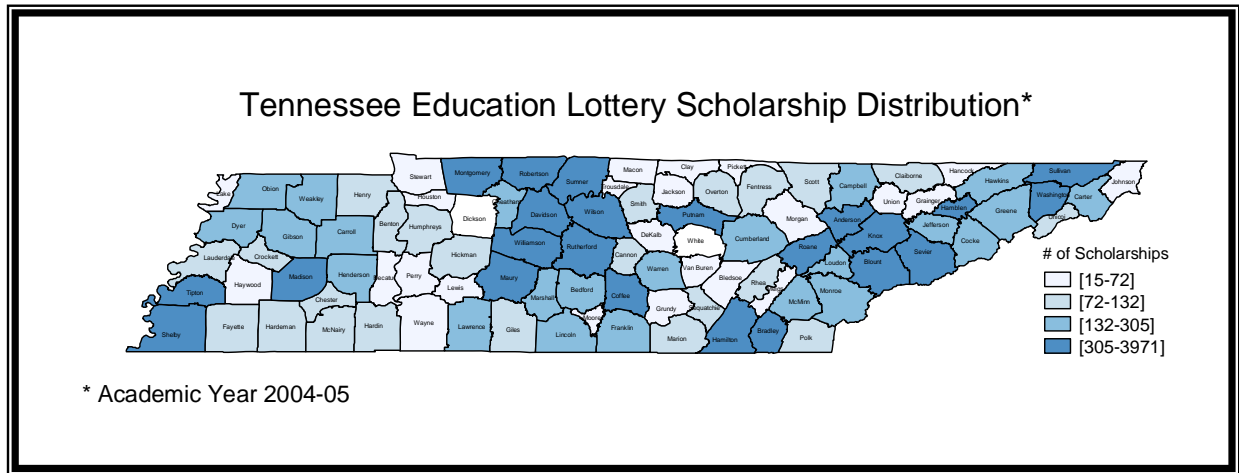 Tennessee Education Lottery Scholarship Distribution*
Stewart Montgomery Robertson Sumner Macon Clay Pickett Scott Claiborne Hancock Sullivan Johnson
Lake Obion Weakley Henry Houston Trousdale Jackson Overton Fentress Campbell Union Grainger Hawkins Washington Carter
Benton Humphreys Dickson Cheatham Davidson Wilson Smith Putnam Morgan Anderson Hamblen Greene Unicoi
Dyer Gibson Carroll Williamson Rutherford DeKalb White Cumberland Roane Knox Jefferson Cocke
Lauderdale Crockett Madison Henderson Decatur Perry Hickman Maury Cannon Warren Van Buren Bledsoe Rhea Loudon Blount Sevier
Tipton Haywood Chester Lewis Marshall Bedford Coffee Grundy Sequatchie McMinn Monroe
Shelby Fayette Hardeman McNairy Hardin Wayne Lawrence Giles Lincoln Moore Franklin Marion Hamilton Bradley Polk
# of Scholarships
[15-72]
[72-132]
[132-305]
[305-3971]
* Academic Year 2004-05